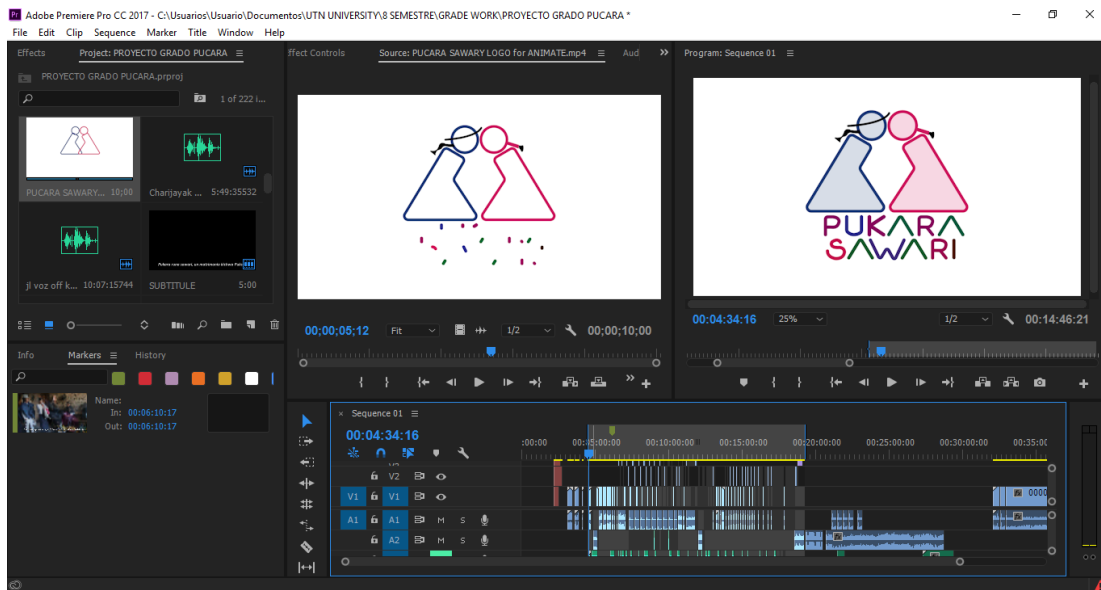 Pr Adobe Premiere Pro CC 2017 - C:\Usuarios\Usuario\Documentos\UTN UNIVERSITY\8 SEMESTRE\GRADE WORK\PROYECTO GRADO PUCARA *
File Edit Clip Sequence Marker Title Window Help
Effects Project: PROYECTO GRADO PUCARA
ffect Controls Source: PUCARA SAWARY LOGO for ANIMATE.mp4 Aud
Program: Sequence 01
PROYECTO GRADO PUCARA.prproj
1 of 222 i...
PUCARA SAWARY... 10;00
Charijayak ... 5:49:35532
jl voz off k... 10:07:15744
SUBTITULE 5:00
PUKARA
SAWARI
00;00;05;12 Fit 1/2 00;00;10;00
00:04:34:16 25% 1/2 00:14:46:21
Info Markers History
Name:
In: 00:06:10:17
Out: 00:06:10:17
× Sequence 01
00:04:34:16
:00:00 00:05:00:00 00:10:00:00 00:15:00:00 00:20:00:00 00:25:00:00 00:30:00:00 00:35:00
V2
V1 V1
A1 A1 M S
A2 M S